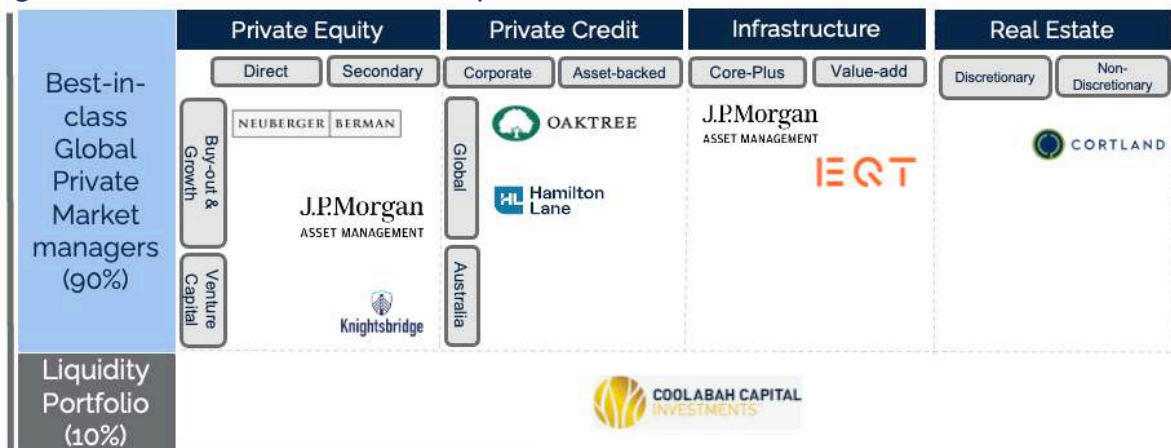 Private Equity
Private Credit
Infrastructure
Real Estate
Direct
Secondary
Corporate
Asset-backed
Core-Plus
Value-add
Discretionary
Non-
Discretionary
Best-in-
class
Global
Private
Market
managers
(90%)
Buy-out &
Growth
NEUBERGER BERMAN
J.P.Morgan
ASSET MANAGEMENT
Venture
Capital
Knightsbridge
Global
OAKTREE
HL Hamilton
Lane
Australia
J.P.Morgan
ASSET MANAGEMENT
EQT
CORTLAND
Liquidity
Portfolio
(10%)
COOLABAH CAPITAL
INVESTMENTS